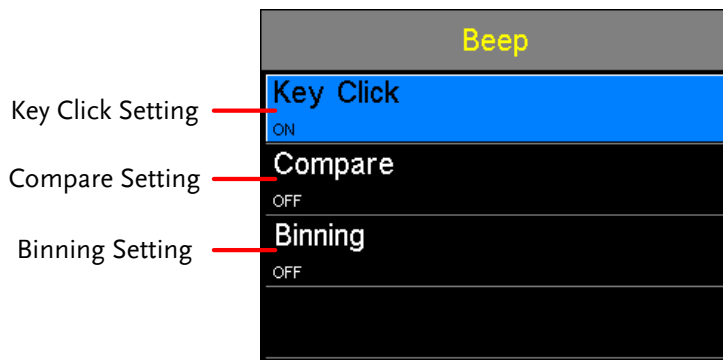 Beep
Key Click Setting
Key Click
ON
Compare Setting
Compare
OFF
Binning Setting
Binning
OFF